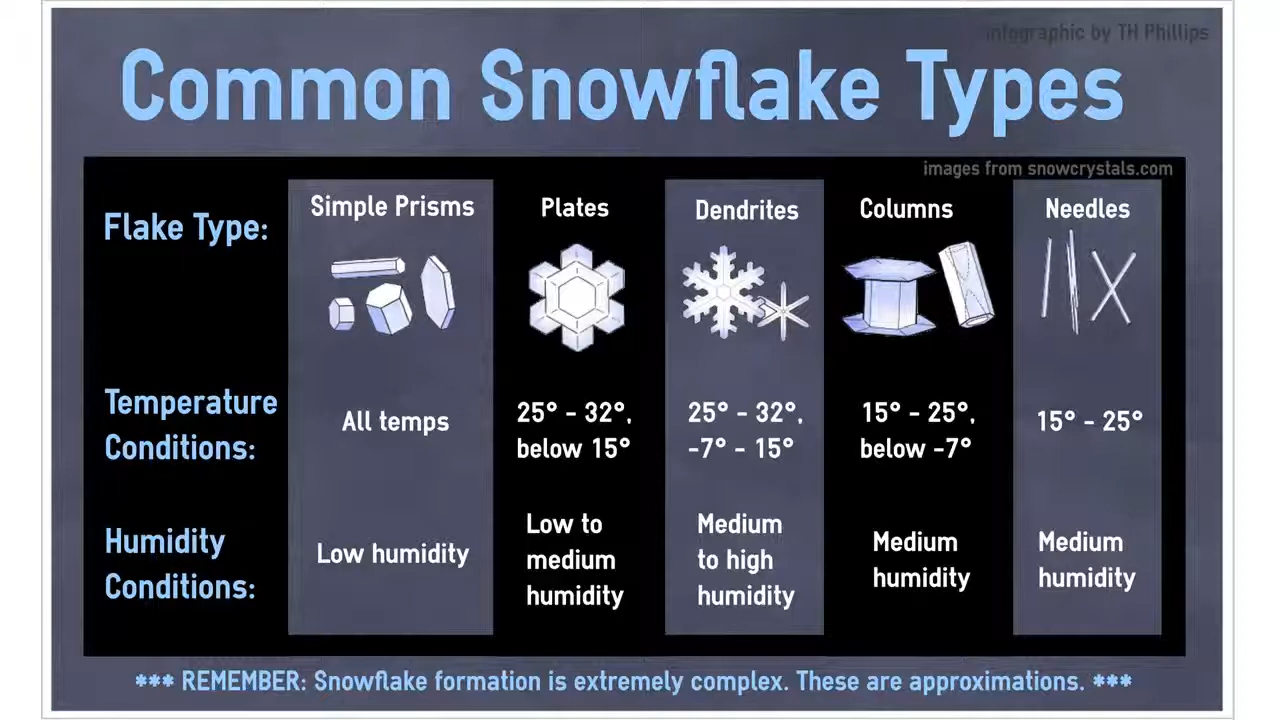 infographic by TH Phillips
Common Snowflake Types
images from snowcrystals.com
Flake Type:
Simple Prisms
Plates
Dendrites
Columns
Needles
Temperature
Conditions:
All temps
25° - 32°,
below 15°
25° - 32°,
-7° - 15°
15° - 25°,
below -7°
15° - 25°
Humidity
Conditions:
Low humidity
Low to
medium
humidity
Medium
to high
humidity
Medium
humidity
Medium
humidity
*** REMEMBER: Snowflake formation is extremely complex. These are approximations. ***